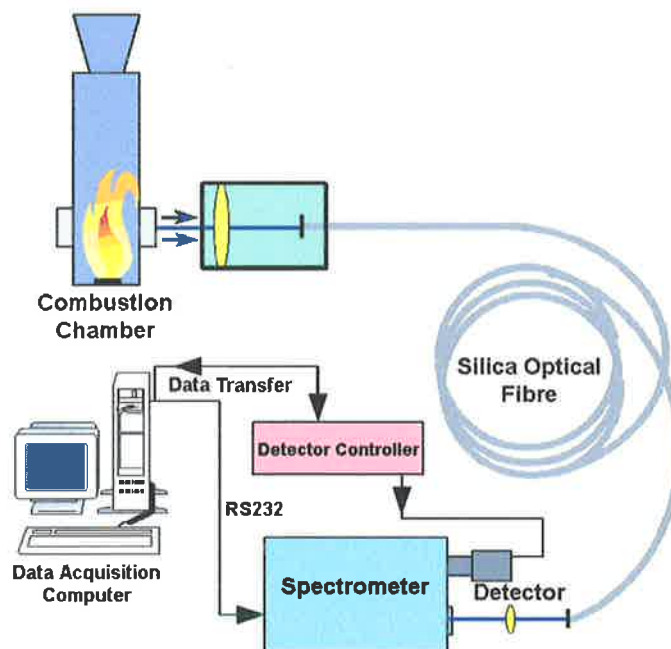 Combustion
Chamber
Silica Optical
Fibre
Data Transfer
Detector Controller
RS232
Spectrometer
Detector
Data Acquisition
Computer